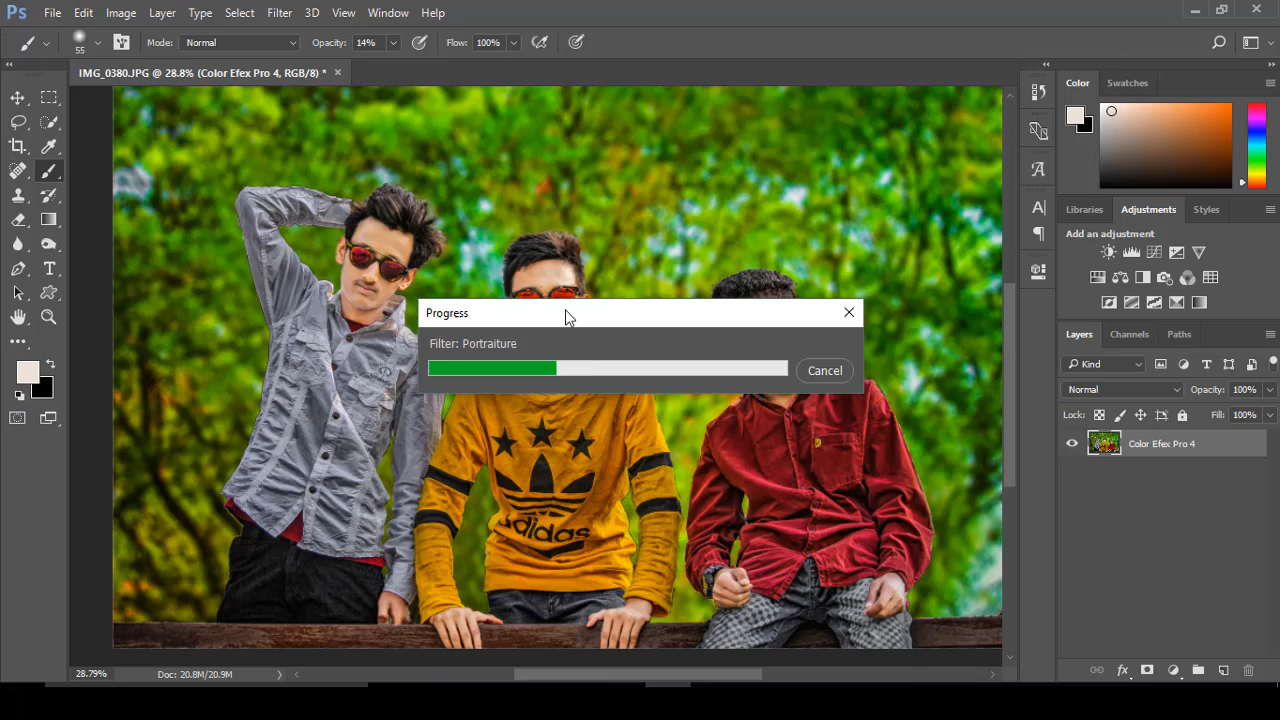 Ps File Edit Image Layer Type Select Filter 3D View Window Help
55 Mode: Normal Opacity: 14% Flow: 100%
IMG_0380.JPG @ 28.8% (Color Efex Pro 4, RGB/8) *
Color Swatches
Libraries Adjustments Styles
Add an adjustment
Progress
Filter: Portraiture
Cancel
Layers Channels Paths
Kind
Normal Opacity: 100%
Lock: Fill: 100%
Color Efex Pro 4
adidas
28.79% Doc: 20.8M/20.9M